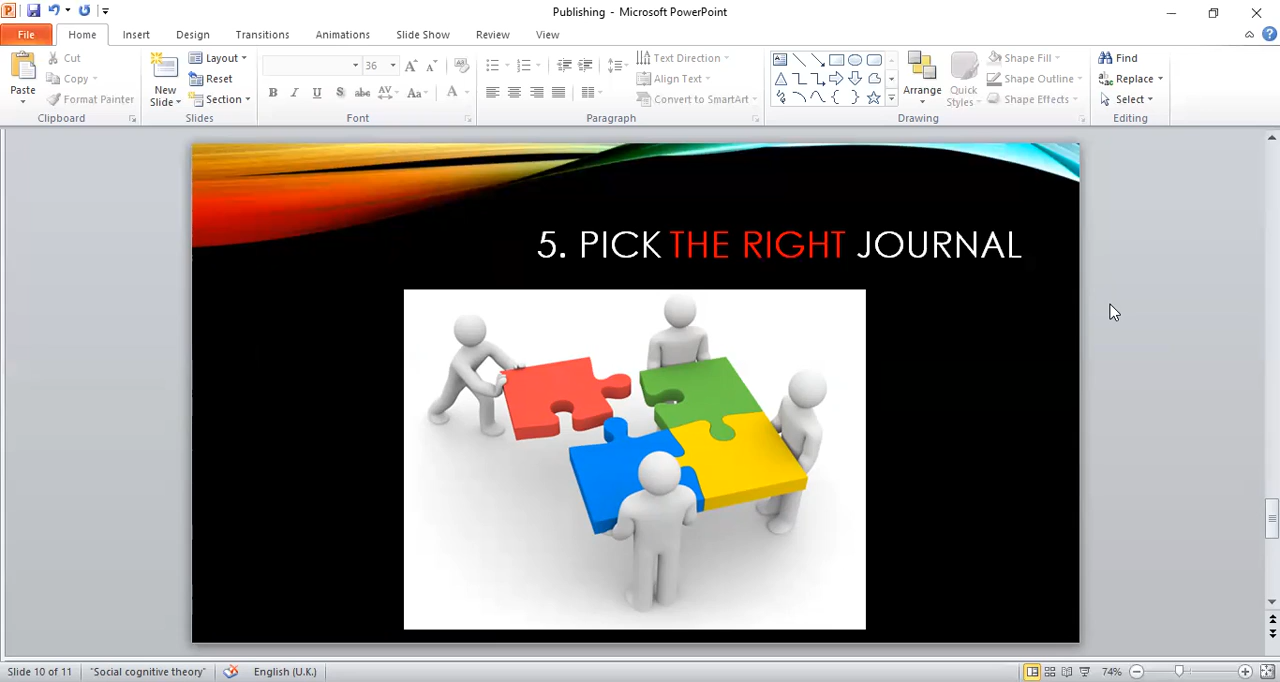 Publishing - Microsoft PowerPoint
File Home Insert Design Transitions Animations Slide Show Review View
Paste
Cut
Copy
Format Painter
Clipboard
New
Slide
Layout
Reset
Section
Slides
36
B I U S abc AV Aa A
Font
Text Direction
Align Text
Convert to SmartArt
Paragraph
Arrange
Quick
Styles
Shape Fill
Shape Outline
Shape Effects
Drawing
Find
Replace
Select
Editing
5. PICK THE RIGHT JOURNAL
Slide 10 of 11 "Social cognitive theory" English (U.K.) 74%